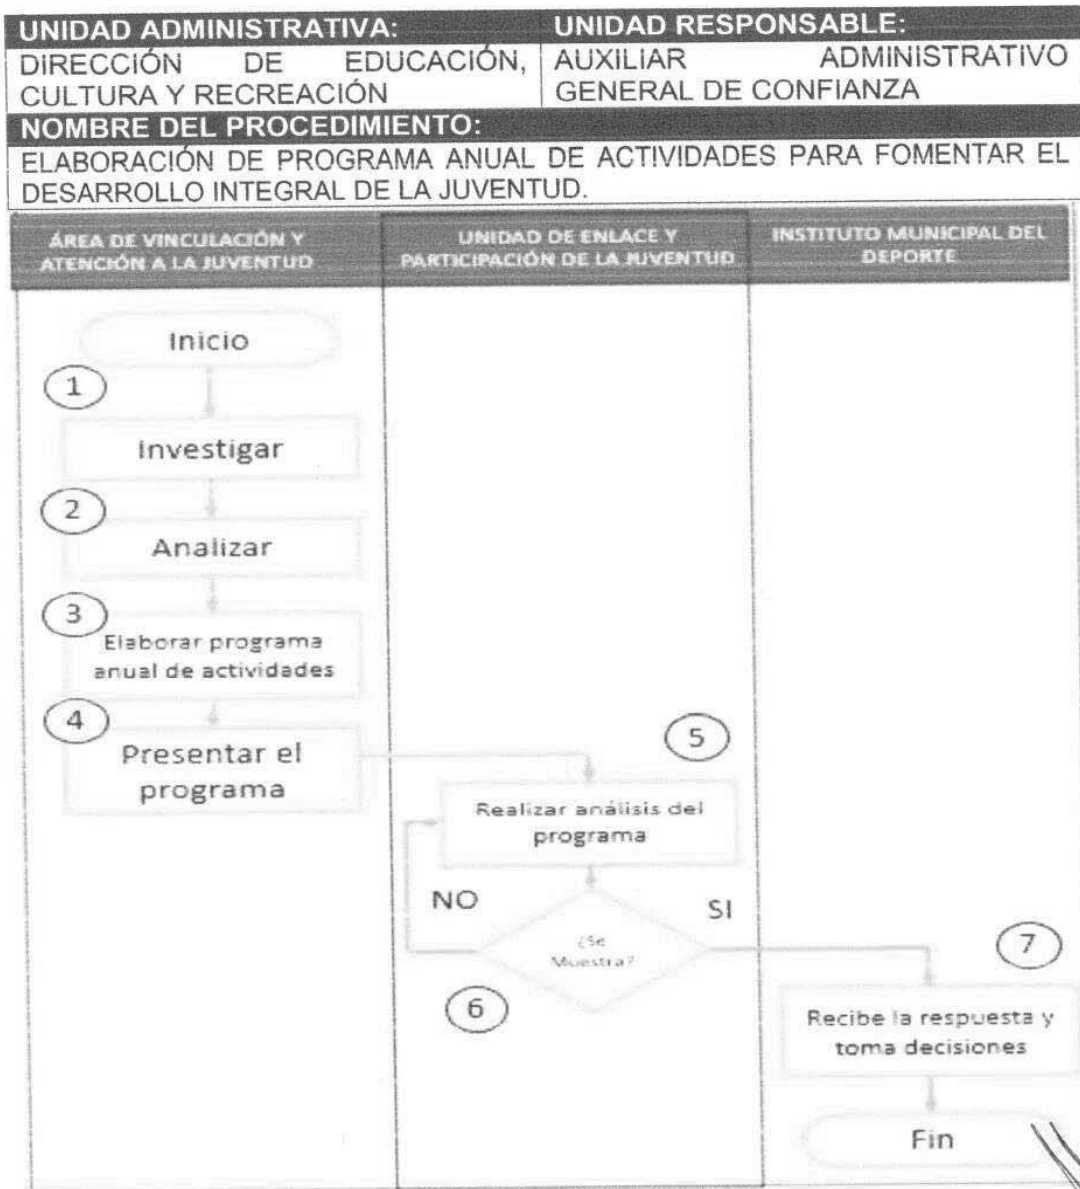 UNIDAD ADMINISTRATIVA:
DIRECCIÓN DE EDUCACIÓN,
CULTURA Y RECREACIÓN
UNIDAD RESPONSABLE:
AUXILIAR ADMINISTRATIVO
GENERAL DE CONFIANZA
NOMBRE DEL PROCEDIMIENTO:
ELABORACIÓN DE PROGRAMA ANUAL DE ACTIVIDADES PARA FOMENTAR EL
DESARROLLO INTEGRAL DE LA JUVENTUD.
ÁREA DE VINCULACIÓN Y
ATENCIÓN A LA JUVENTUD
UNIDAD DE ENLACE Y
PARTICIPACIÓN DE LA JUVENTUD
INSTITUTO MUNICIPAL DEL
DEPORTE
Inicio
1
Investigar
2
Analizar
3
Elaborar programa
anual de actividades
4
Presentar el
programa
5
Realizar análisis del
programa
NO
SI
¿Se
Muestra?
6
7
Recibe la respuesta y
toma decisiones
Fin